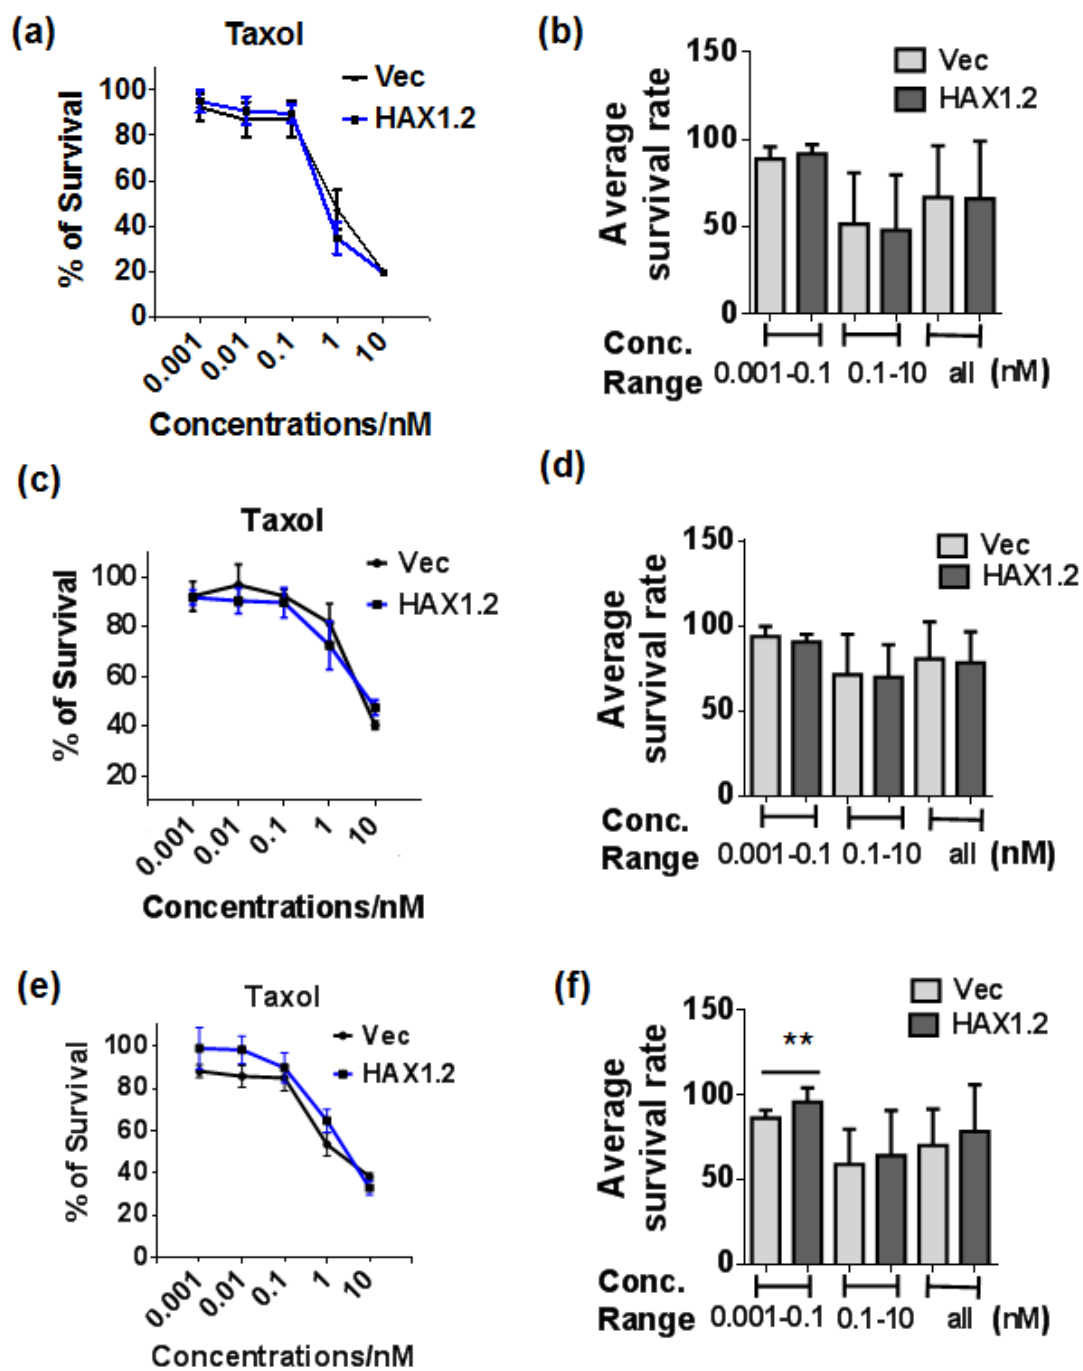 (a)
Taxol
Vec
HAX1.2
% of Survival
100
80
60
40
20
0
0.001
0.01
0.1
1
10
Concentrations/nM
(b)
Vec
HAX1.2
Average
survival rate
150
100
50
0
Conc.
Range
0.001-0.1
0.1-10
all
(nM)
(c)
Taxol
Vec
HAX1.2
% of Survival
100
80
60
40
20
0.001
0.01
0.1
1
10
Concentrations/nM
(d)
Vec
HAX1.2
Average
survival rate
150
100
50
0
Conc.
Range
0.001-0.1
0.1-10
all
(nM)
(e)
Taxol
Vec
HAX1.2
% of Survival
100
80
60
40
20
0
0.001
0.01
0.1
1
10
Concentrations/nM
(f)
Vec
HAX1.2
**
Average
survival rate
150
100
50
0
Conc.
Range
0.001-0.1
0.1-10
all
(nM)